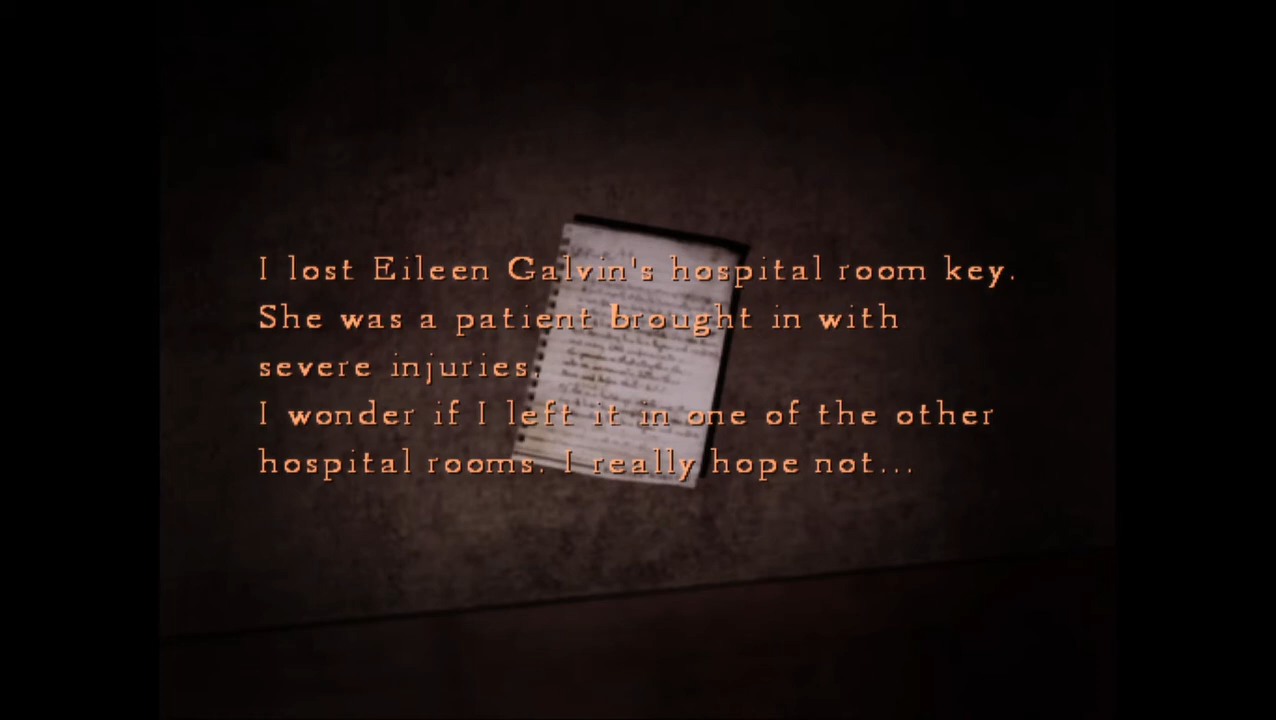 I lost Eileen Galvin's hospital room key.
She was a patient brought in with
severe injuries.
I wonder if I left it in one of the other
hospital rooms. I really hope not...